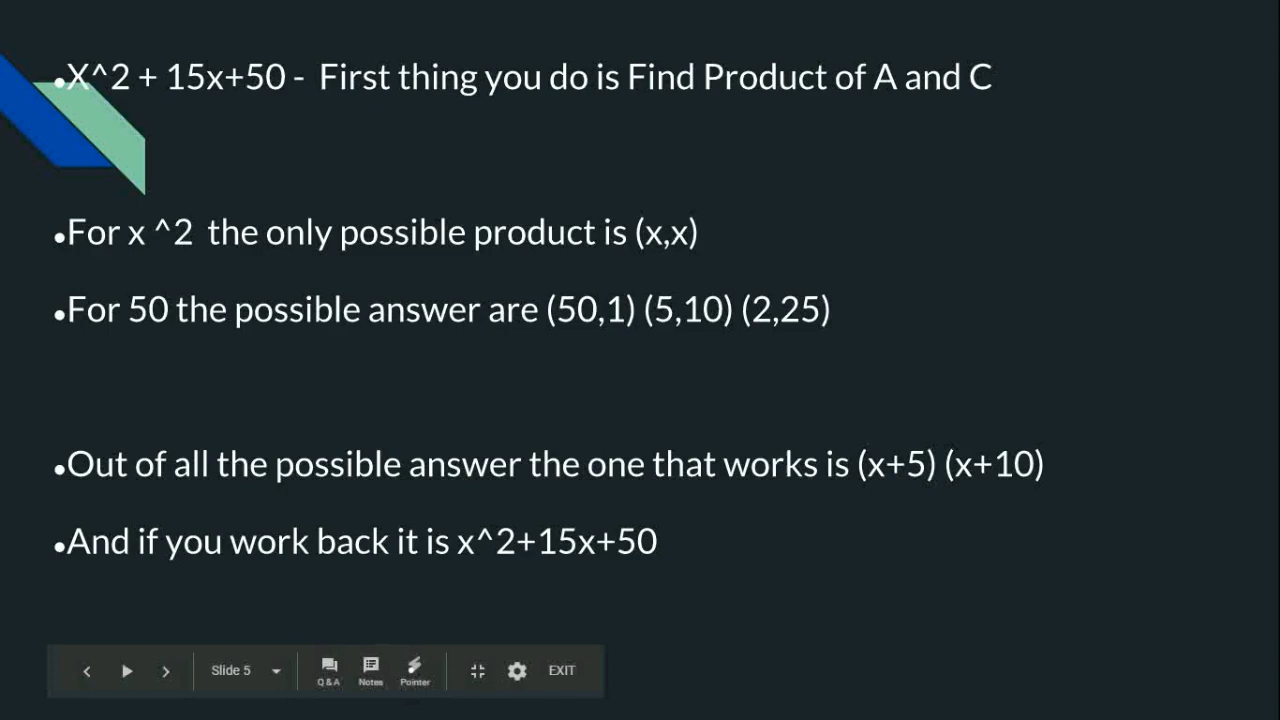 •X^2 + 15x+50 - First thing you do is Find Product of A and C
•For x ^2 the only possible product is (x,x)
•For 50 the possible answer are (50,1) (5,10) (2,25)
•Out of all the possible answer the one that works is (x+5) (x+10)
•And if you work back it is x^2+15x+50
Slide 5 Q & A Notes Pointer EXIT